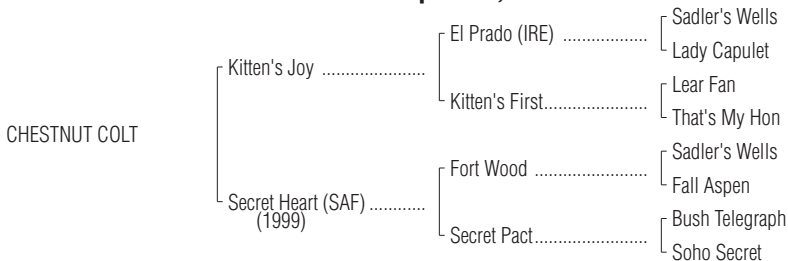 Sadler's Wells
El Prado (IRE) ..................
Lady Capulet
Kitten's Joy ......................
Lear Fan
Kitten's First......................
That's My Hon
CHESTNUT COLT
Sadler's Wells
Fort Wood ........................
Fall Aspen
Secret Heart (SAF) ............
(1999)
Bush Telegraph
Secret Pact........................
Soho Secret